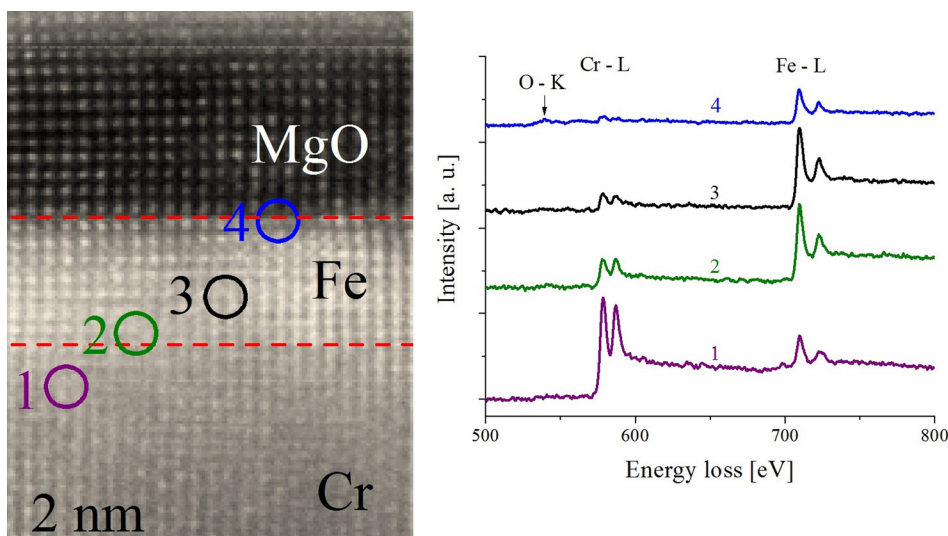 MgO
4
Fe
3
2
1
Cr
2 nm
Cr - L
Fe - L
O - K
4
3
2
1
Intensity [a. u.]
500
600
700
800
Energy loss [eV]